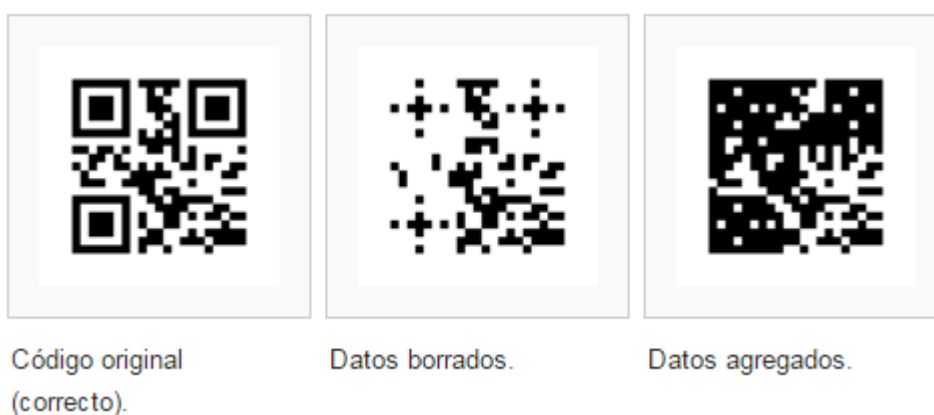 Código original
(correcto).
Datos borrados.
Datos agregados.